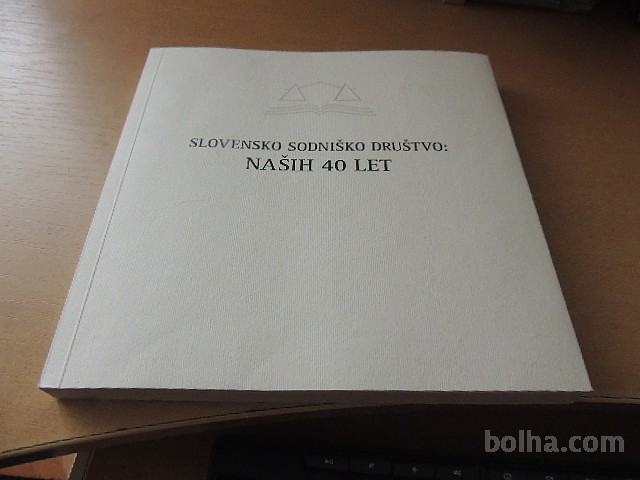 SLOVENSKO SODNIŠKO DRUŠTVO:
NAŠIH 40 LET
bolha.com